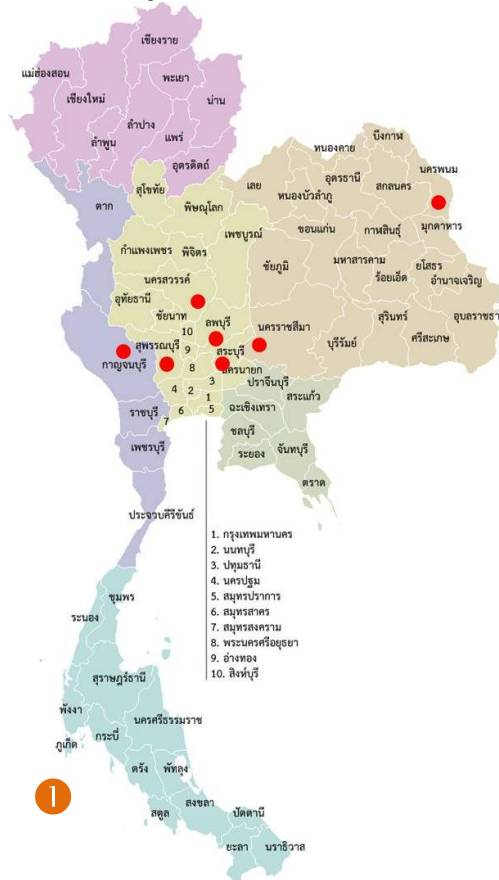 เชียงราย
แม่ฮ่องสอน
พะเยา
เชียงใหม่
น่าน
ลำปาง
ลำพูน
แพร่
อุตรดิตถ์
ตาก
สุโขทัย
พิษณุโลก
เลย
หนองคาย
บึงกาฬ
นครพนม
อุดรธานี
สกลนคร
หนองบัวลำภู
เพชรบูรณ์
ขอนแก่น
กาฬสินธุ์
มุกดาหาร
กำแพงเพชร
พิจิตร
ชัยภูมิ
มหาสารคาม
ร้อยเอ็ด
ยโสธร
อำนาจเจริญ
นครสวรรค์
อุทัยธานี
ชัยนาท
ลพบุรี
นครราชสีมา
บุรีรัมย์
สุรินทร์
ศรีสะเกษ
อุบลราชธา
10
สุพรรณบุรี
9
สระบุรี
กาญจนบุรี
8
นครนายก
ปราจีนบุรี
4
2
3
สระแก้ว
1
ราชบุรี
7
6
5
ฉะเชิงเทรา
ชลบุรี
เพชรบุรี
ระยอง
จันทบุรี
ตราด
ประจวบคีรีขันธ์
1. กรุงเทพมหานคร
2. นนทบุรี
3. ปทุมธานี
4. นครปฐม
5. สมุทรปราการ
6. สมุทรสาคร
7. สมุทรสงคราม
8. พระนครศรีอยุธยา
9. อ่างทอง
10. สิงห์บุรี
ชุมพร
ระนอง
สุราษฎร์ธานี
พังงา
นครศรีธรรมราช
ภูเก็ต
กระบี่
ตรัง
พัทลุง
1
สตูล
สงขลา
ปัตตานี
ยะลา
นราธิวาส